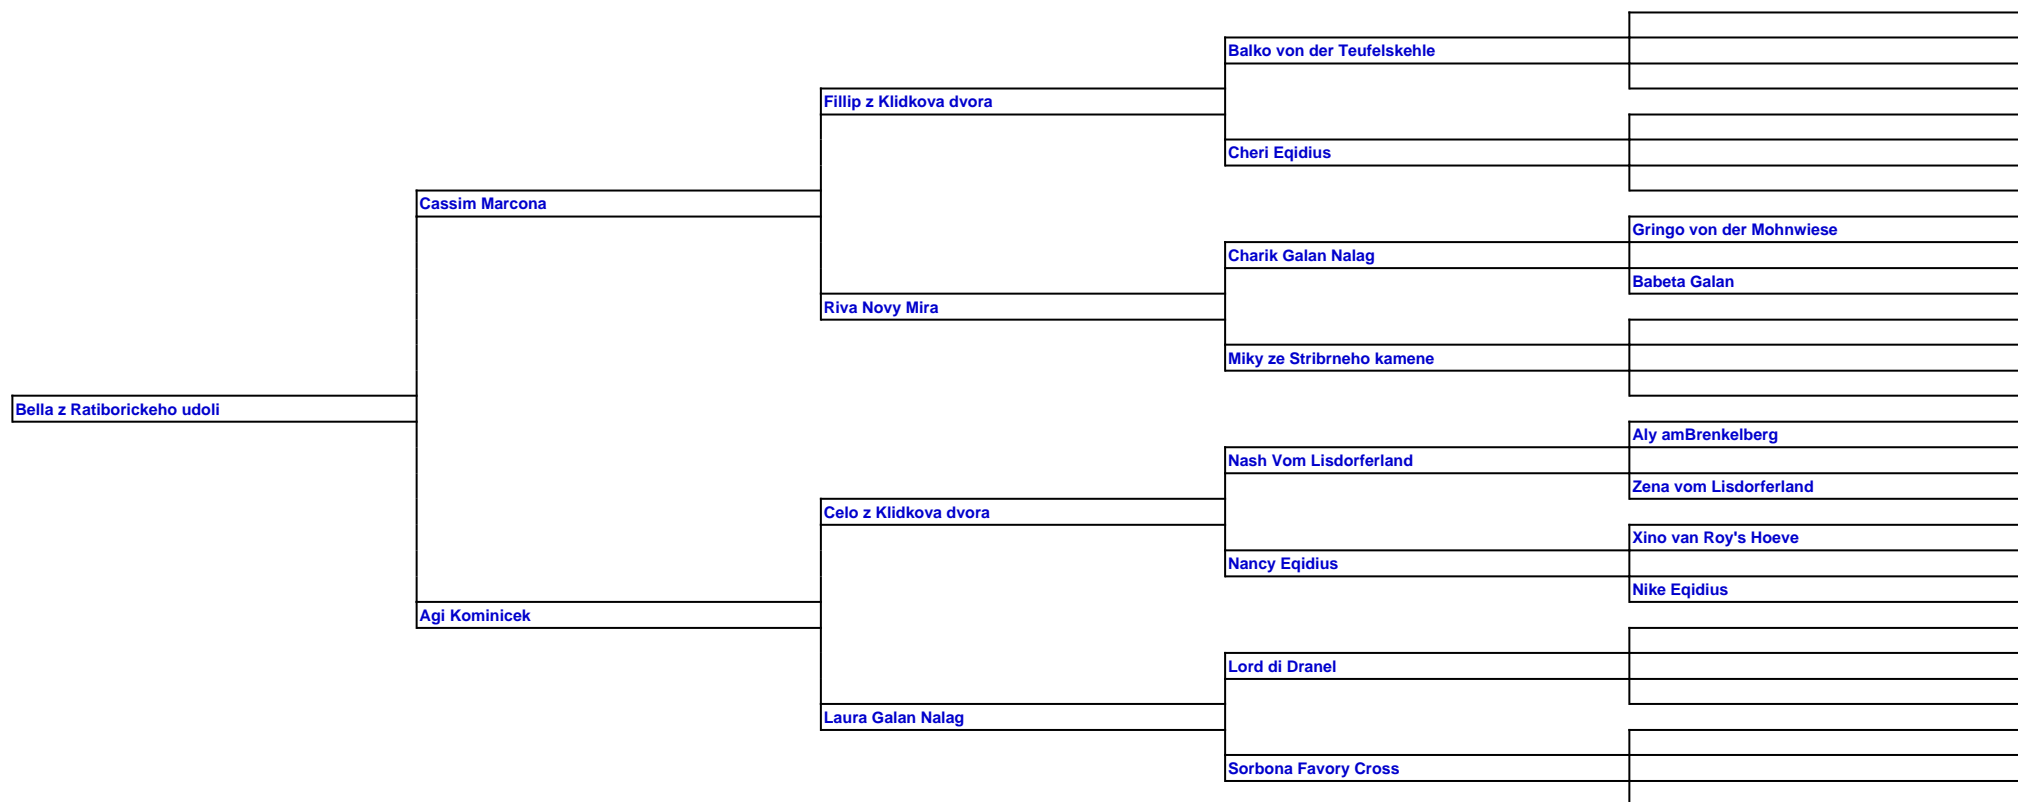 Balko von der Teufelskehle
Fillip z Klidkova dvora
Cheri Eqidius
Cassim Marcona
Gringo von der Mohnwiese
Charik Galan Nalag
Babeta Galan
Riva Novy Mira
Miky ze Stribrneho kamene
Bella z Ratiborickeho udoli
Aly amBrenkelberg
Nash Vom Lisdorferland
Zena vom Lisdorferland
Celo z Klidkova dvora
Xino van Roy's Hoeve
Nancy Eqidius
Nike Eqidius
Agi Kominicek
Lord di Dranel
Laura Galan Nalag
Sorbona Favory Cross